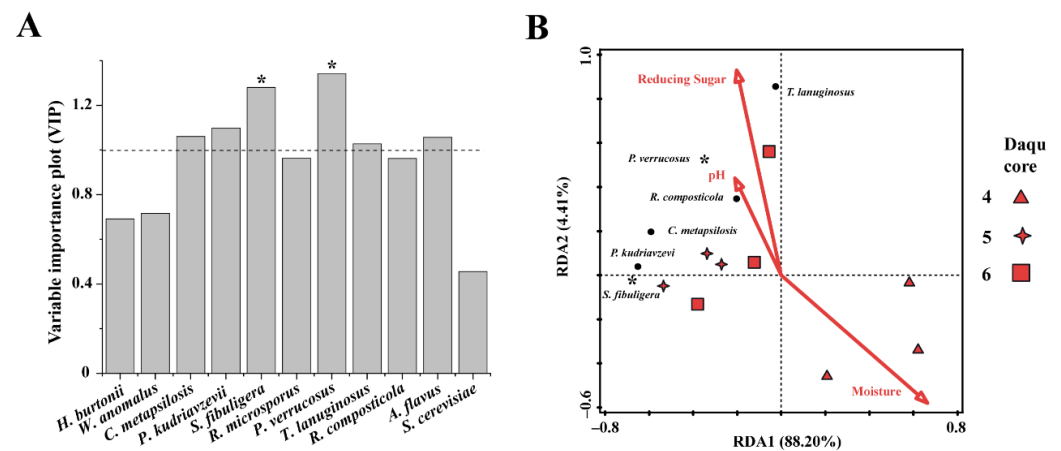 A
Variable importance plot (VIP)
1.2
0.8
0.4
0
*
*
H. burtonii
W. anomalus
C. metapsilosis
P. kudriavzevii
S. fibuligera
R. microsporus
P. verrucosus
T. lanuginosus
R. composticola
A. flavus
S. cerevisiae
B
1.0
RDA2 (4.41%)
-0.6
Reducing Sugar
T. lanuginosus
P. verrucosus *
pH
R. composticola
C. metapsilosis
P. kudriavzevi
*
S. fibuligera
Moisture
-0.8
0.8
RDA1 (88.20%)
Daqu
core
4
5
6